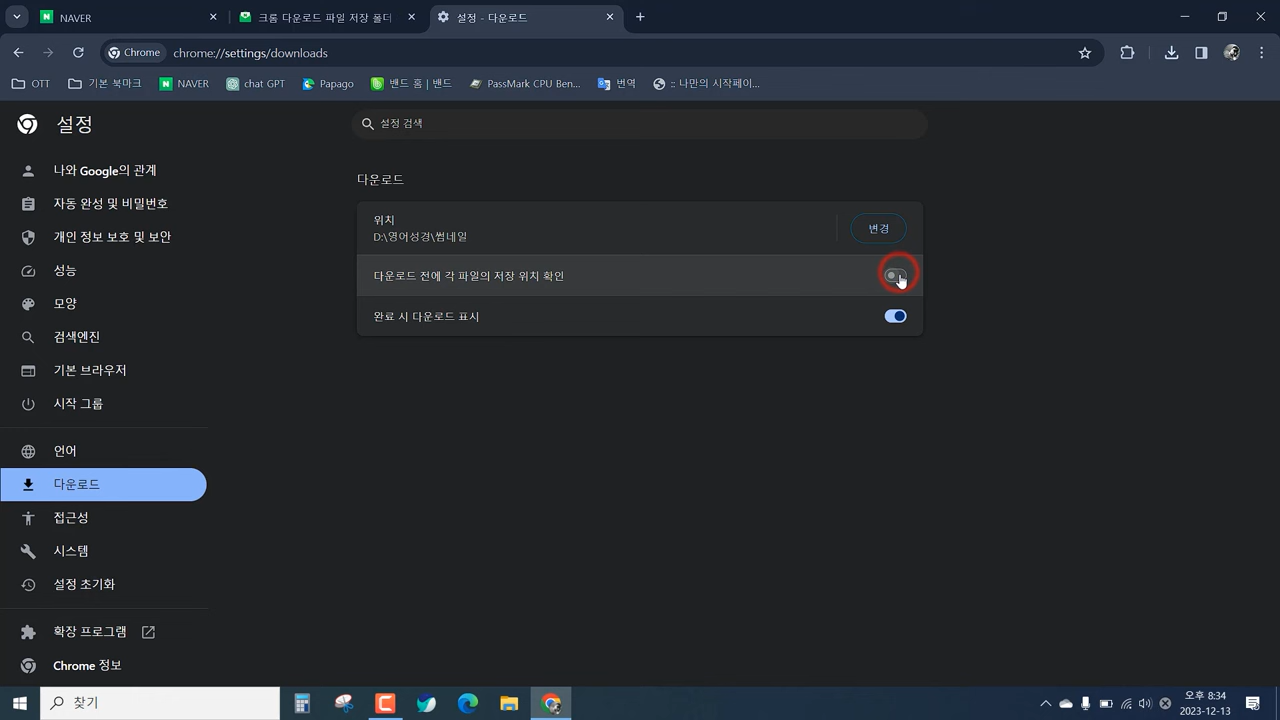 NAVER
크롬 다운로드 파일 저장 폴더
설정 - 다운로드
Chrome
chrome://settings/downloads
OTT
기본 북마크
NAVER
chat GPT
Papago
밴드 홈 | 밴드
PassMark CPU Ben...
번역
:: 나만의 시작페이...
설정
설정 검색
나와 Google의 관계
자동 완성 및 비밀번호
개인 정보 보호 및 보안
성능
모양
검색엔진
기본 브라우저
시작 그룹
언어
다운로드
접근성
시스템
설정 초기화
확장 프로그램
Chrome 정보
다운로드
위치
D:\영어성경\썸네일
변경
다운로드 전에 각 파일의 저장 위치 확인
완료 시 다운로드 표시
찾기
오후 8:34
2023-12-13